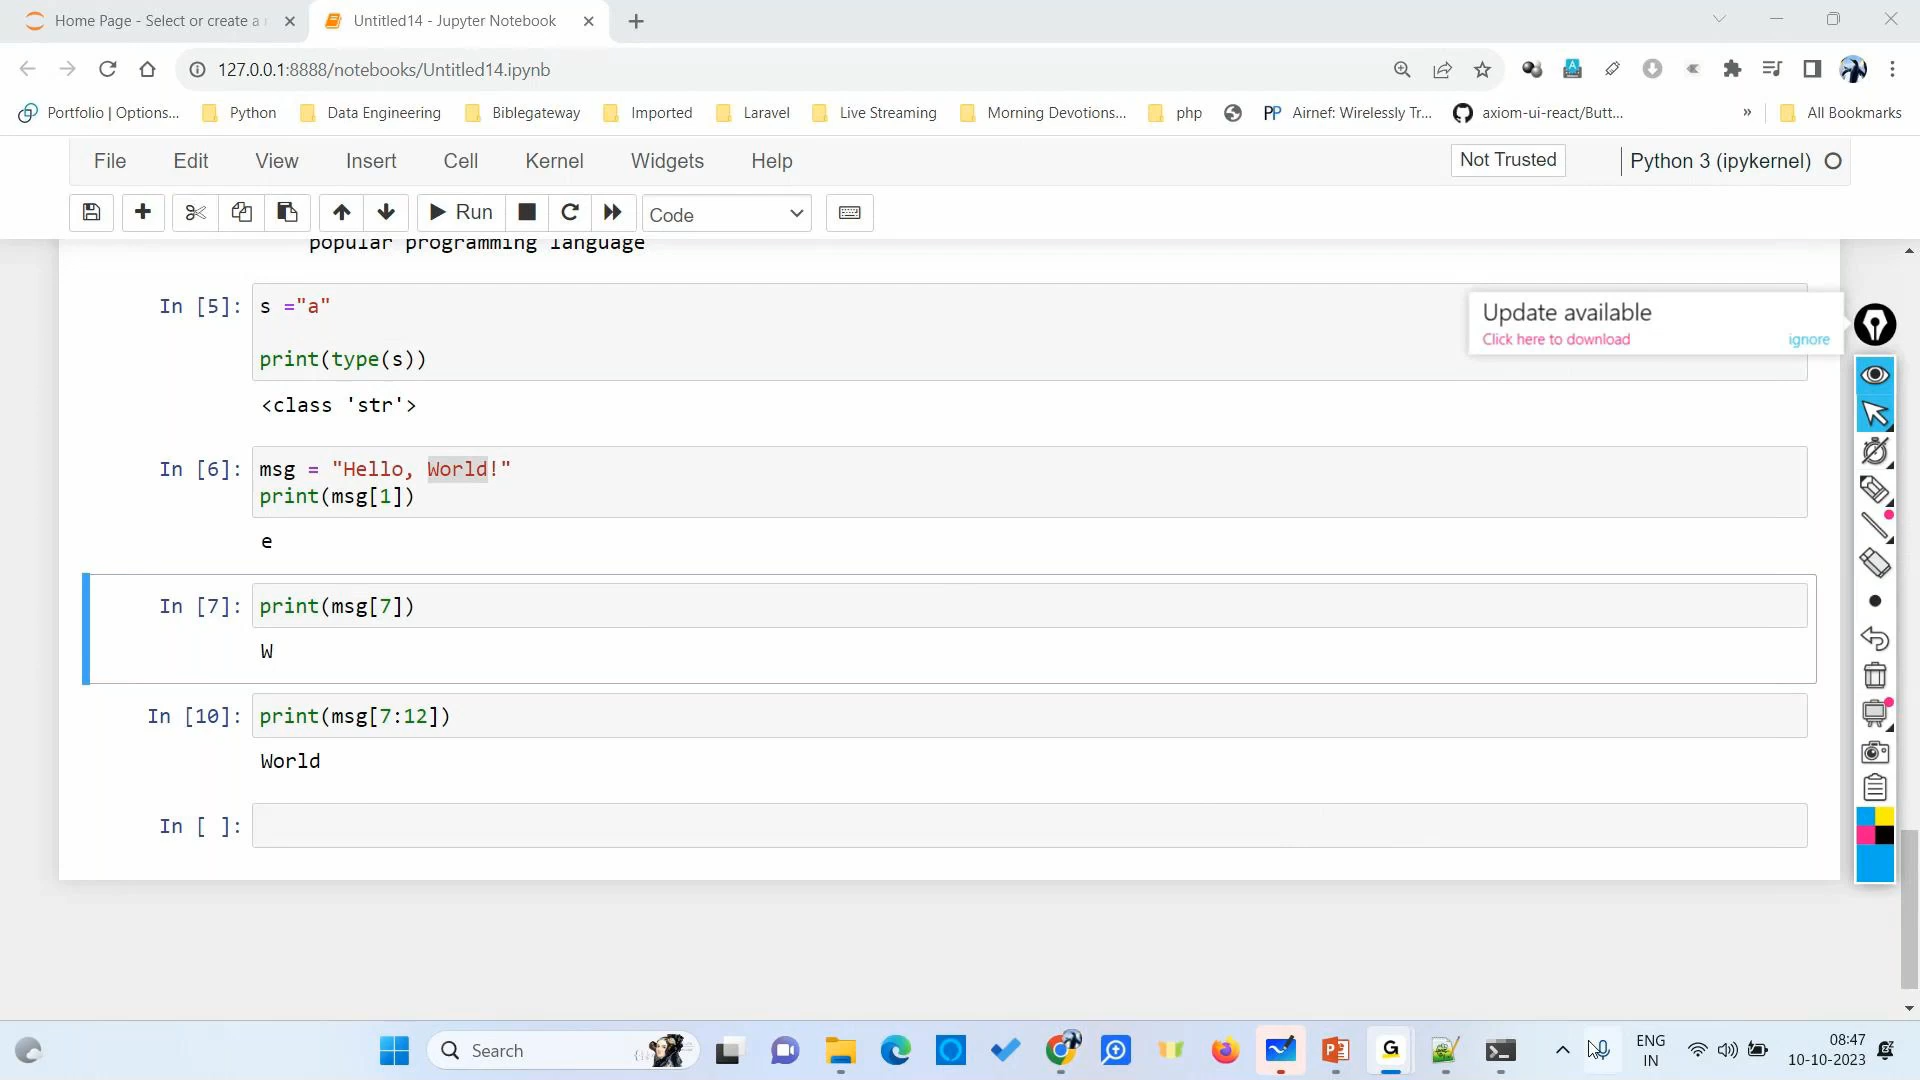 Home Page - Select or create a n
Untitled14 - Jupyter Notebook
127.0.0.1:8888/notebooks/Untitled14.ipynb
Portfolio | Options... Python Data Engineering Biblegateway Imported Laravel Live Streaming Morning Devotions... php PP Airnef: Wirelessly Tr... axiom-ui-react/Butt... » All Bookmarks
File Edit View Insert Cell Kernel Widgets Help Not Trusted Python 3 (ipykernel)
Run Code
popular programming language
In [5]: s ="a"
Update available
Click here to download ignore
print(type(s))
<class 'str'>
In [6]: msg = "Hello, World!"
print(msg[1])
e
In [7]: print(msg[7])
W
In [10]: print(msg[7:12])
World
In [ ]:
Search
ENG
IN
08:47
10-10-2023